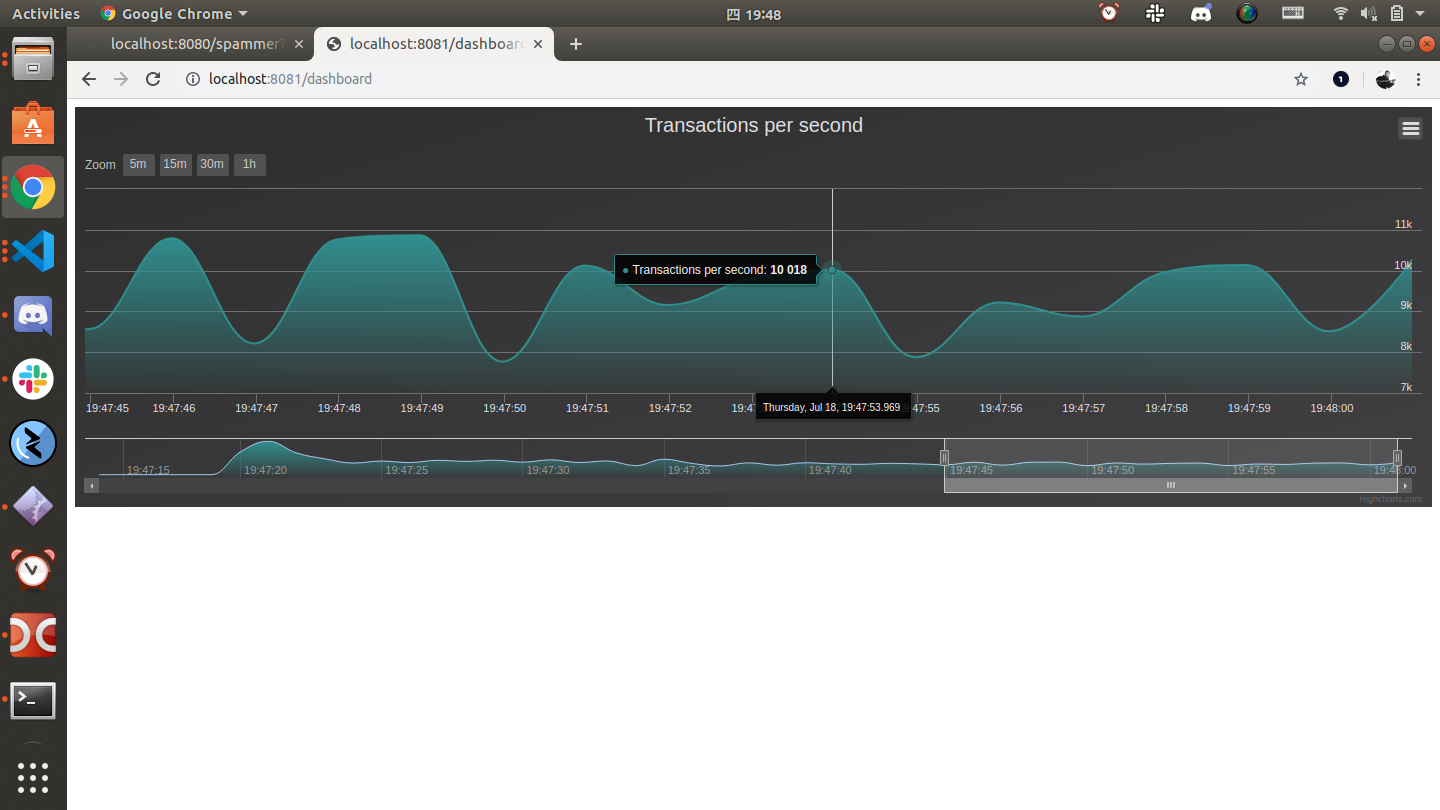 Activities
Google Chrome
四 19:48
localhost:8080/spammer?
localhost:8081/dashboard
localhost:8081/dashboard
1
Transactions per second
Zoom
5m
15m
30m
1h
11k
10k
9k
8k
7k
Transactions per second: 10 018
19:47:45
19:47:46
19:47:47
19:47:48
19:47:49
19:47:50
19:47:51
19:47:52
Thursday, Jul 18, 19:47:53.969
:47:55
19:47:56
19:47:57
19:47:58
19:47:59
19:48:00
19:47:15
19:47:20
19:47:25
19:47:30
19:47:35
19:47:40
19:47:45
19:47:50
19:47:55
19:48:00
Highcharts.com